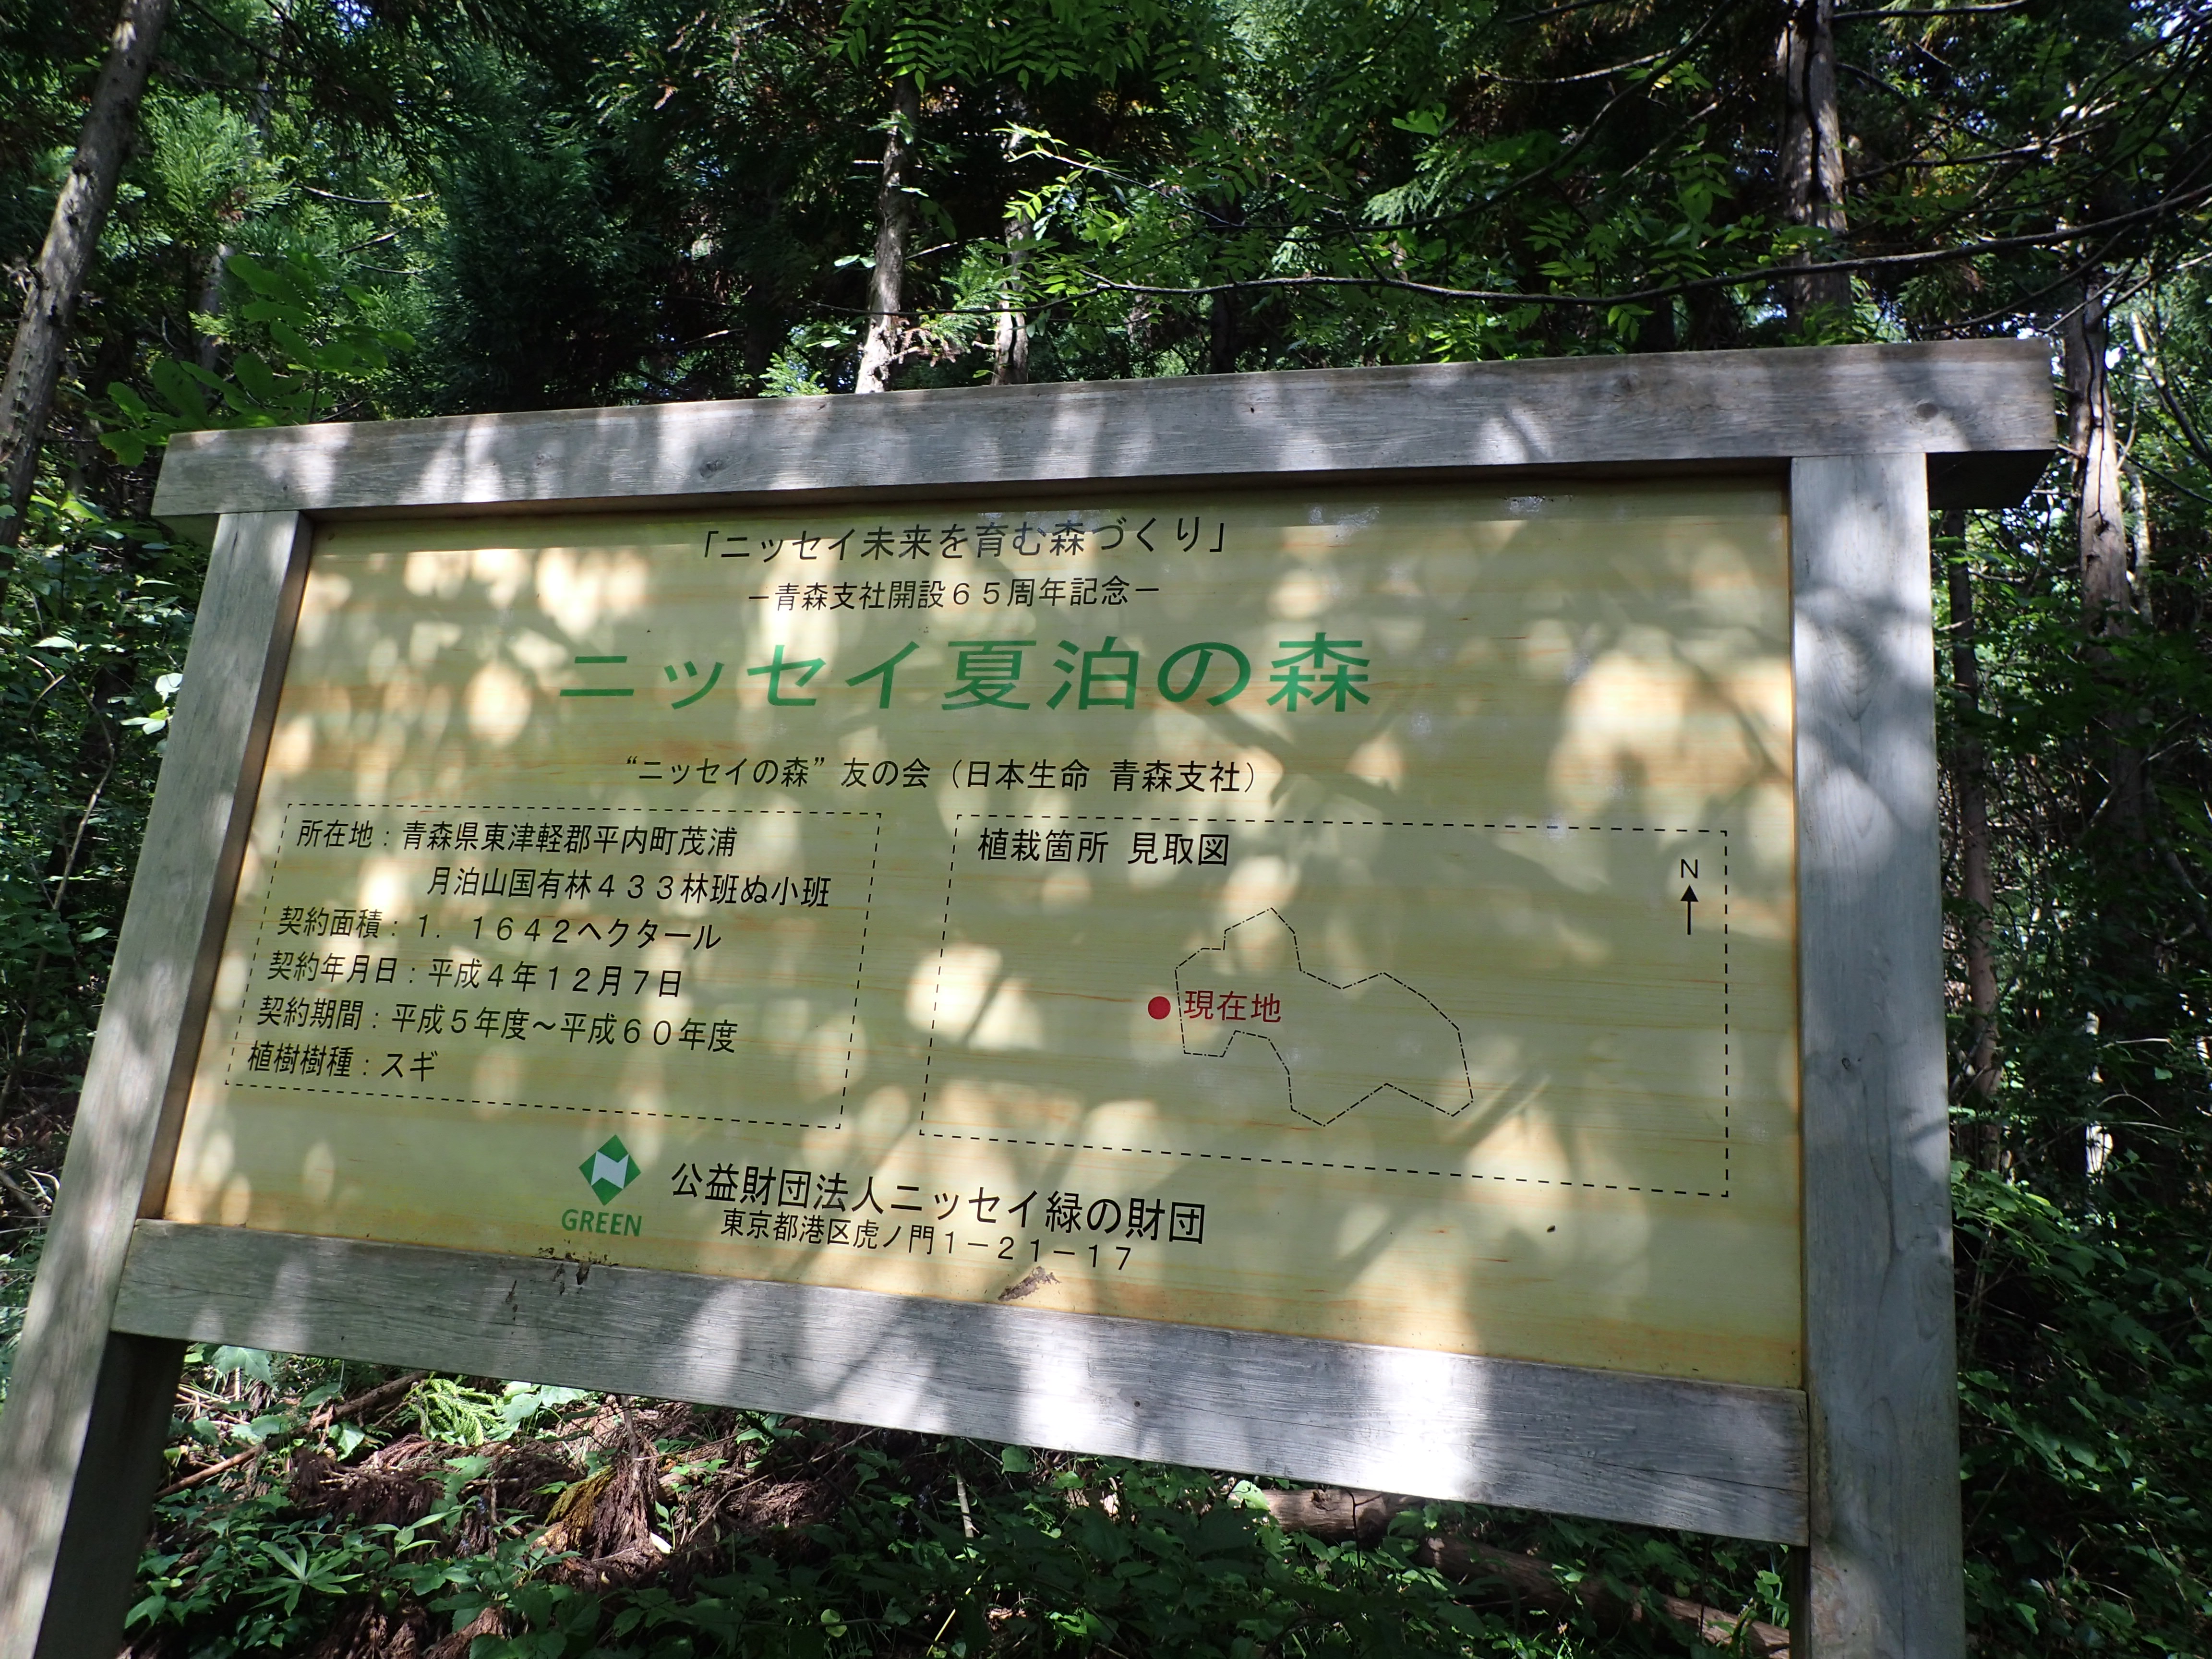 「ニッセイ未来を育む森づくり」
－青森支社開設６５周年記念－
ニッセイ夏泊の森
“ニッセイの森”友の会（日本生命 青森支社）
所在地：青森県東津軽郡平内町茂浦
月泊山国有林４３３林班ぬ小班
契約面積：１．１６４２ヘクタール
契約年月日：平成４年１２月７日
契約期間：平成５年度～平成６０年度
植樹樹種：スギ
植栽箇所 見取図
N
現在地
GREEN
公益財団法人ニッセイ緑の財団
東京都港区虎ノ門１－２１－１７